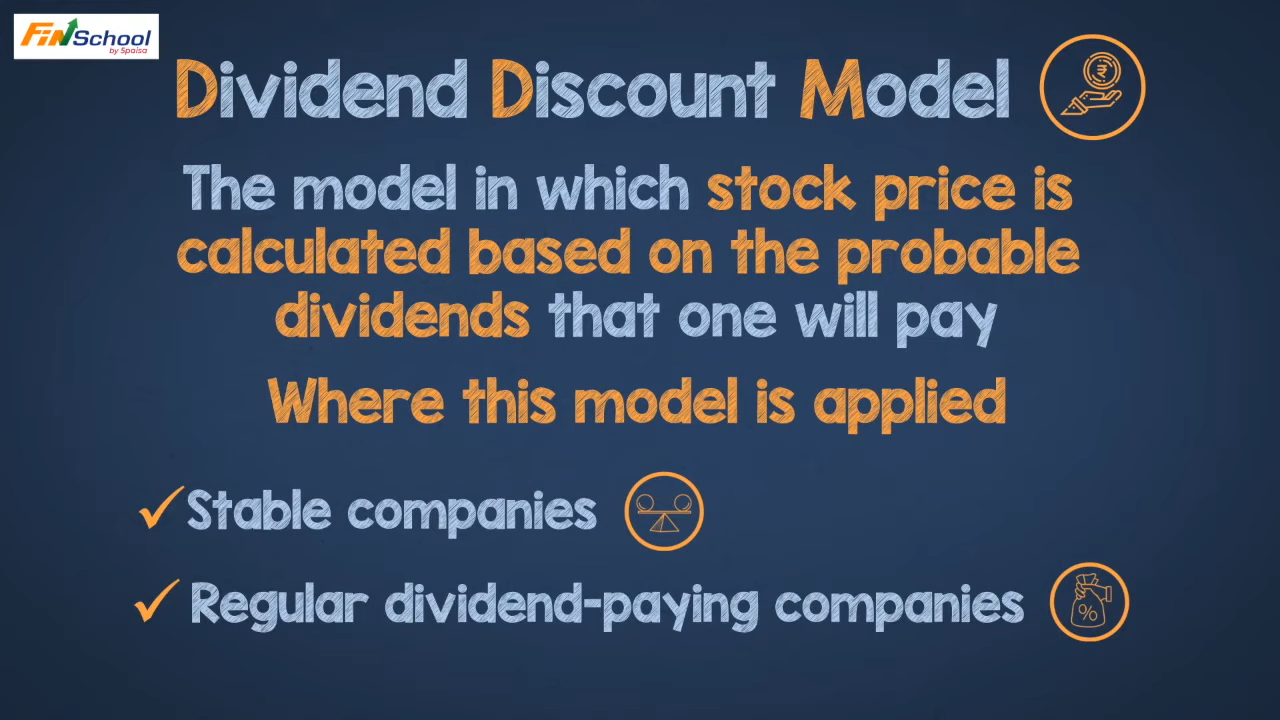 FINSchool
by 5paisa
Dividend Discount Model
₹
The model in which stock price is
calculated based on the probable
dividends that one will pay
Where this model is applied
Stable companies
Regular dividend-paying companies
%